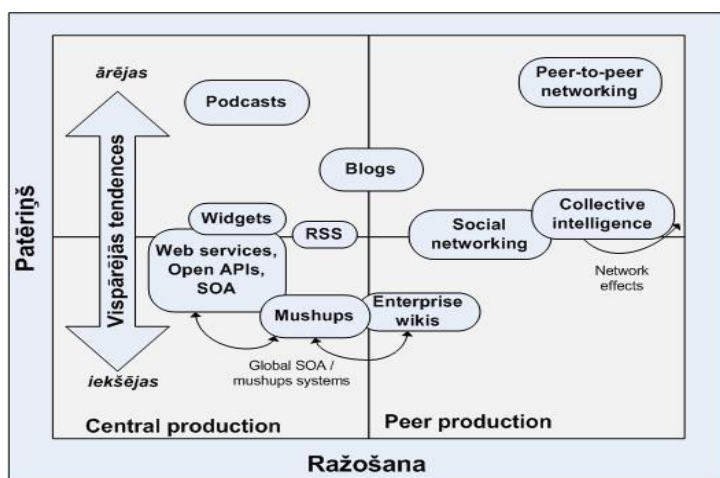 ārējas
Peer-to-peer
networking
Podcasts
Blogs
Vispārējās tendences
Patēriņš
Widgets
RSS
Collective
intelligence
Social
networking
Web services,
Open APIs,
SOA
Network
effects
Mushups
Enterprise
wikis
Global SOA /
mushups systems
iekšējas
Central production
Peer production
Ražošana